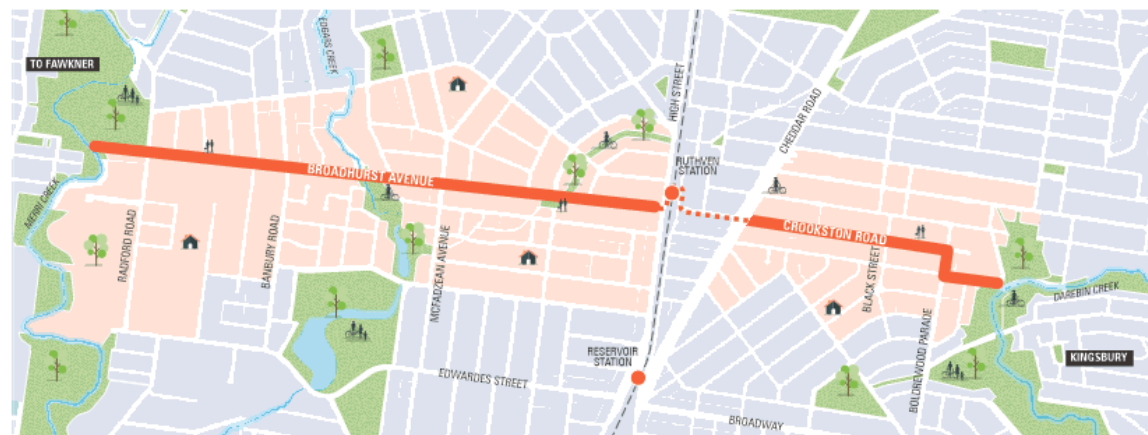 TO FAWKNER
EDGARS CREEK
HIGH STREET
CHEDDAR ROAD
RUTHVEN
STATION
BROADHURST AVENUE
MERRI CREEK
RADFORD ROAD
BANBURY ROAD
MCFADZEAN AVENUE
CROOKSTON ROAD
BLACK STREET
DAREBIN CREEK
BOLDREWOOD PARADE
KINGSBURY
RESERVOIR
STATION
EDWARDES STREET
BROADWAY